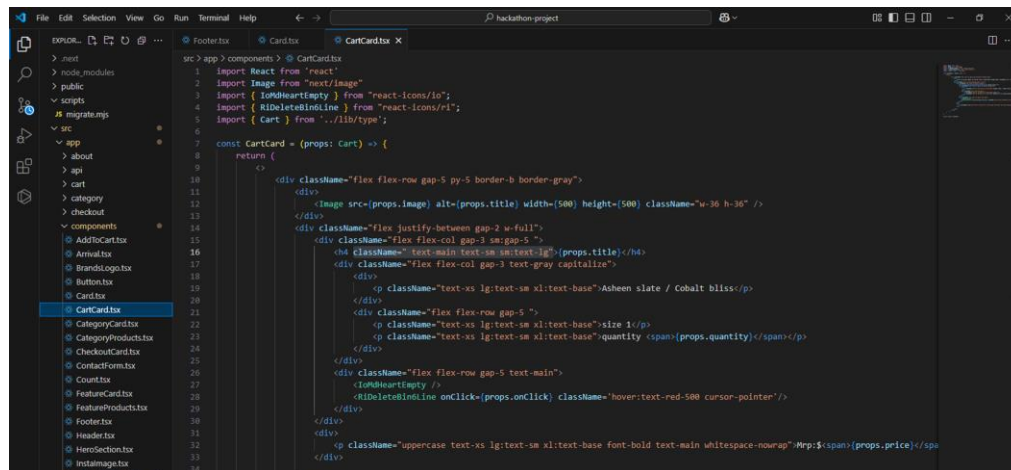 File Edit Selection View Go Run Terminal Help
hackathon-project
EXPLOR...
Footer.tsx
Card.tsx
CartCard.tsx
> .next
> node_modules
> public
scripts
JS migrate.mjs
src
app
> about
> api
> cart
> category
> checkout
components
AddToCart.tsx
Arrival.tsx
BrandsLogo.tsx
Button.tsx
Card.tsx
CartCard.tsx
CategoryCard.tsx
CategoryProducts.tsx
CheckoutCard.tsx
ContactForm.tsx
Count.tsx
FeatureCard.tsx
FeatureProducts.tsx
Footer.tsx
Header.tsx
HeroSection.tsx
InstaImage.tsx
src > app > components > CartCard.tsx
1 import React from 'react'
2 import Image from "next/image"
3 import { IoMdHeartEmpty } from "react-icons/io";
4 import { RiDeleteBin6Line } from "react-icons/ri";
5 import { Cart } from '../lib/type';
6
7 const CartCard = (props: Cart) => {
8 return (
9 <>
10 <div className="flex flex-row gap-5 py-5 border-b border-gray">
11 <div>
12 <Image src={props.image} alt={props.title} width={500} height={500} className="w-36 h-36" />
13 </div>
14 <div className="flex justify-between gap-2 w-full">
15 <div className="flex flex-col gap-3 sm:gap-5 ">
16 <h4 className=" text-main text-sm sm:text-lg">{props.title}</h4>
17 <div className="flex flex-col gap-3 text-gray capitalize">
18 <div>
19 <p className="text-xs lg:text-sm xl:text-base">Asheen slate / Cobalt bliss</p>
20 </div>
21 <div className="flex flex-row gap-5 ">
22 <p className="text-xs lg:text-sm xl:text-base">size 1</p>
23 <p className="text-xs lg:text-sm xl:text-base">quantity <span>{props.quantity}</span></p>
24 </div>
25 </div>
26 <div className="flex flex-row gap-5 text-main">
27 <IoMdHeartEmpty />
28 <RiDeleteBin6Line onClick={props.onClick} className='hover:text-red-500 cursor-pointer'/>
29 </div>
30 </div>
31 <div>
32 <p className="uppercase text-xs lg:text-sm xl:text-base font-bold text-main whitespace-nowrap">Mrp:$<span>{props.price}</spa
33 </div>
34